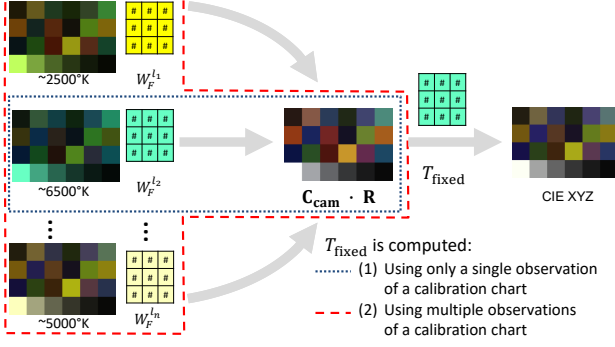 # # #
# # #
# # #
~2500°K
W_F^{l_1}
# # #
# # #
# # #
~6500°K
W_F^{l_2}
# # #
# # #
# # #
~5000°K
W_F^{l_n}
C_cam · R
# # #
# # #
# # #
T_fixed
CIE XYZ
T_fixed is computed:
(1) Using only a single observation
of a calibration chart
(2) Using multiple observations
of a calibration chart